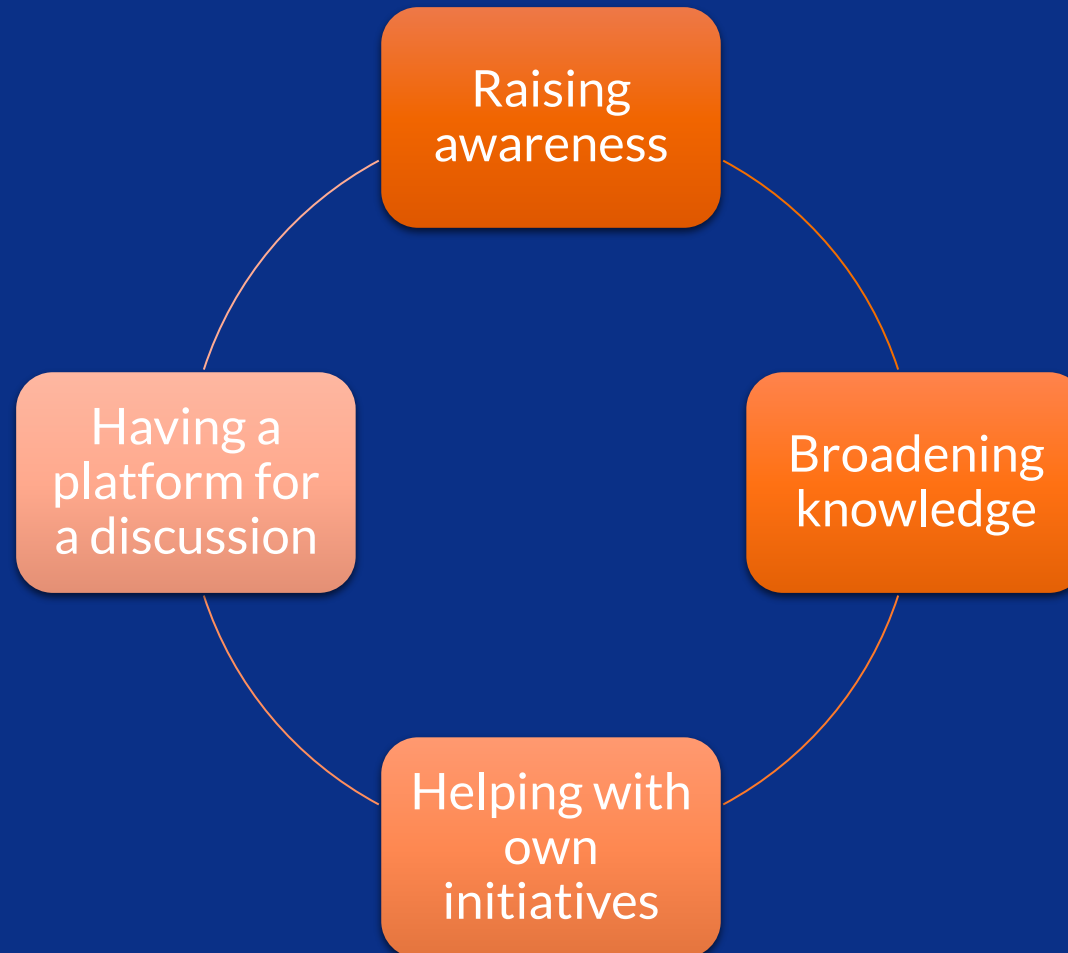 Raising
awareness
Broadening
knowledge
Helping with
own
initiatives
Having a
platform for
a discussion